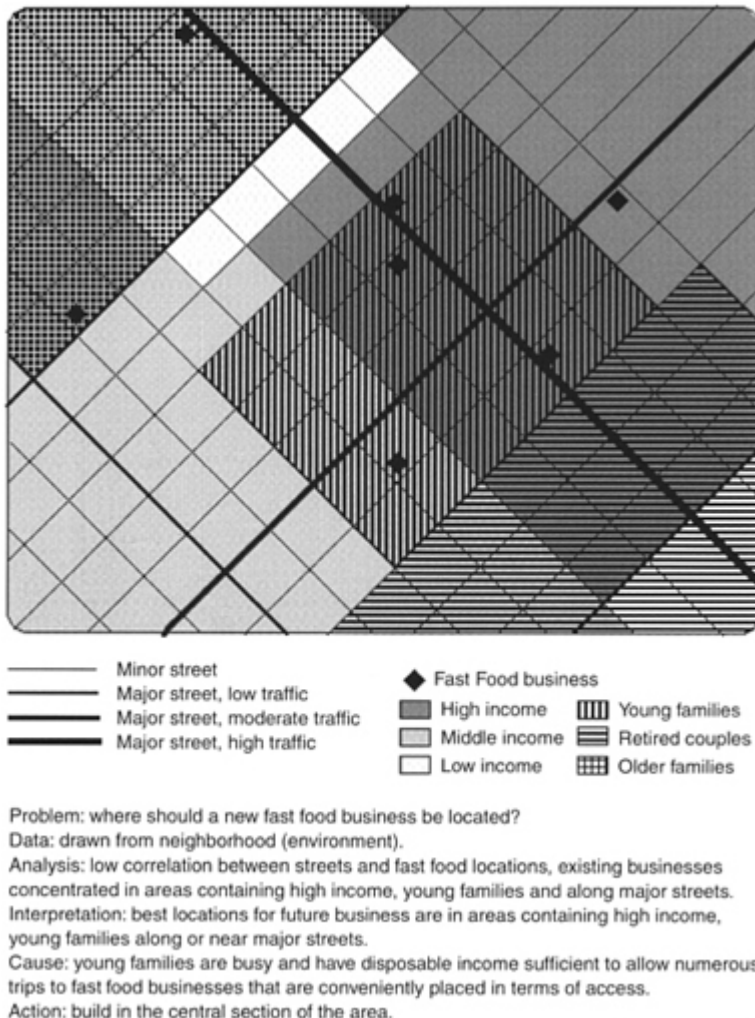 Minor street
Major street, low traffic
Major street, moderate traffic
Major street, high traffic
Fast Food business
High income
Young families
Middle income
Retired couples
Low income
Older families
Problem: where should a new fast food business be located?
Data: drawn from neighborhood (environment).
Analysis: low correlation between streets and fast food locations, existing businesses
concentrated in areas containing high income, young families and along major streets.
Interpretation: best locations for future business are in areas containing high income,
young families along or near major streets.
Cause: young families are busy and have disposable income sufficient to allow numerous
trips to fast food businesses that are conveniently placed in terms of access.
Action: build in the central section of the area.